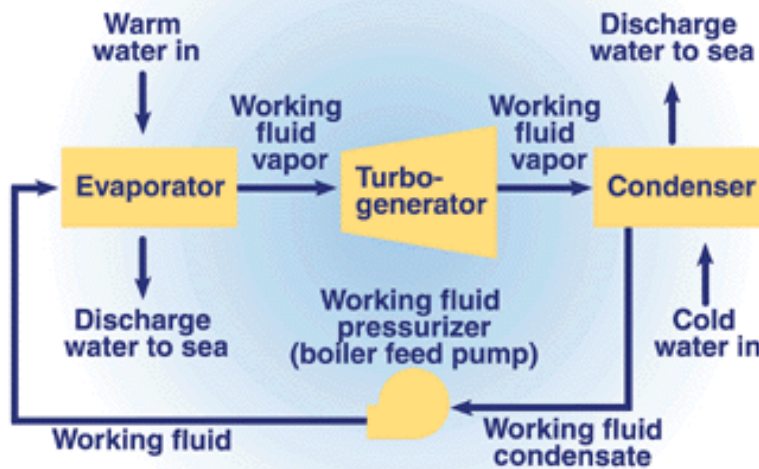 Warm
water in
Discharge
water to sea
Working
fluid
vapor
Working
fluid
vapor
Evaporator
Turbo-
generator
Condenser
Discharge
water to sea
Working fluid
pressurizer
(boiler feed pump)
Cold
water in
Working fluid
Working fluid
condensate